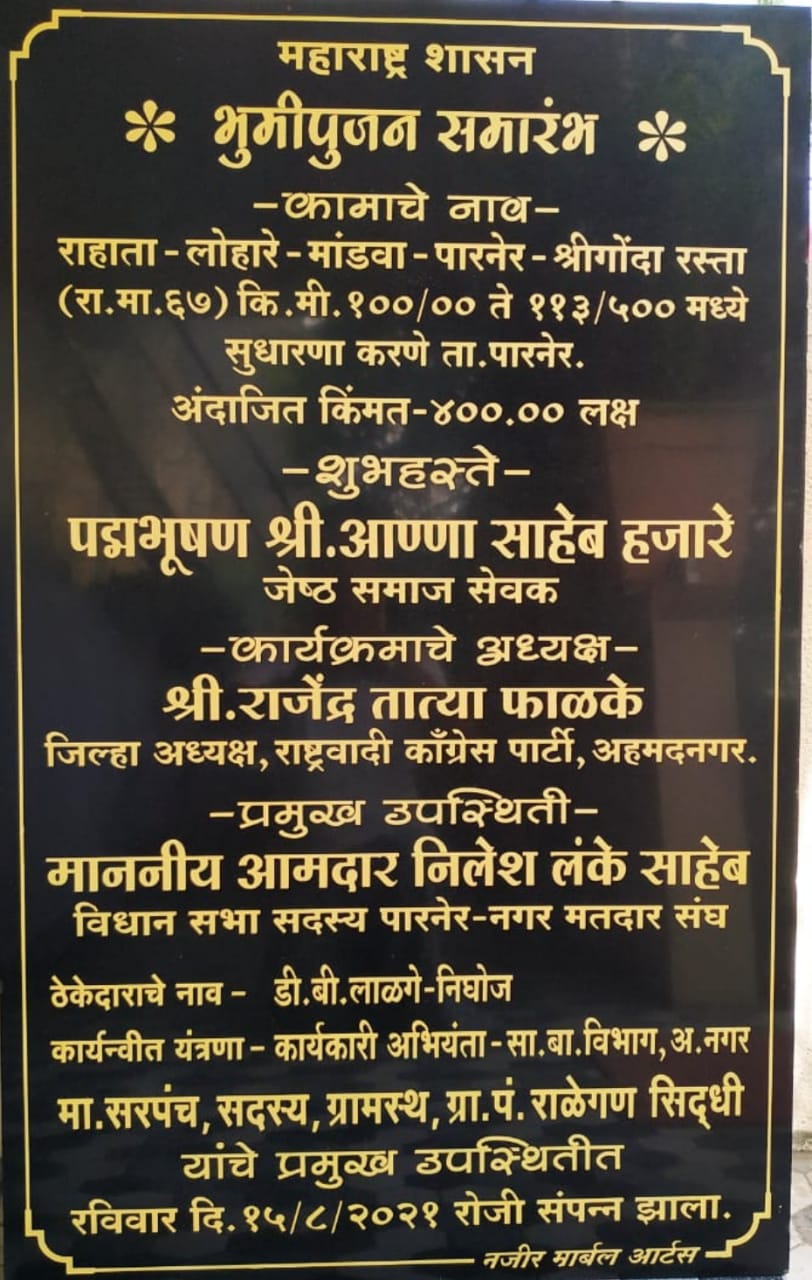 महाराष्ट्र शासन
भुमीपुजन समारंभ
-कामाचे नाव-
राहाता-लोहारे-मांडवा-पारनेर-श्रीगोंदा रस्ता
(रा.मा.६७) कि.मी.१००/०० ते ११३/५०० मध्ये
सुधारणा करणे ता.पारनेर.
अंदाजित किंमत-४००.०० लक्ष
-शुभहस्ते-
पद्मभूषण श्री.आण्णा साहेब हजारे
जेष्ठ समाज सेवक
-कार्यक्रमाचे अध्यक्ष-
श्री.राजेंद्र तात्या फाळके
जिल्हा अध्यक्ष, राष्ट्रवादी काँग्रेस पार्टी, अहमदनगर.
-प्रमुख उपस्थिती-
माननीय आमदार निलेश लंके साहेब
विधान सभा सदस्य पारनेर-नगर मतदार संघ
ठेकेदाराचे नाव - डी.बी.लाळगे-निघोज
कार्यन्वीत यंत्रणा - कार्यकारी अभियंता - सा.बा.विभाग, अ.नगर
मा.सरपंच, सदस्य, ग्रामस्थ, ग्रा.पं. राळेगण सिद्धी
यांचे प्रमुख उपस्थितीत
रविवार दि.१५/८/२०२१ रोजी संपन्न झाला.
नजीर मार्बल आर्टस